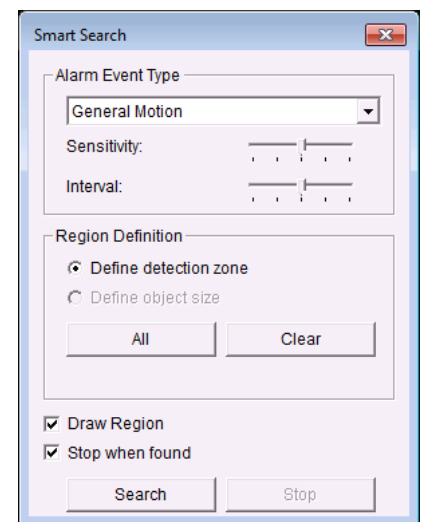 Smart Search
Alarm Event Type
General Motion
Sensitivity:
Interval:
Region Definition
Define detection zone
Define object size
All Clear
Draw Region
Stop when found
Search Stop